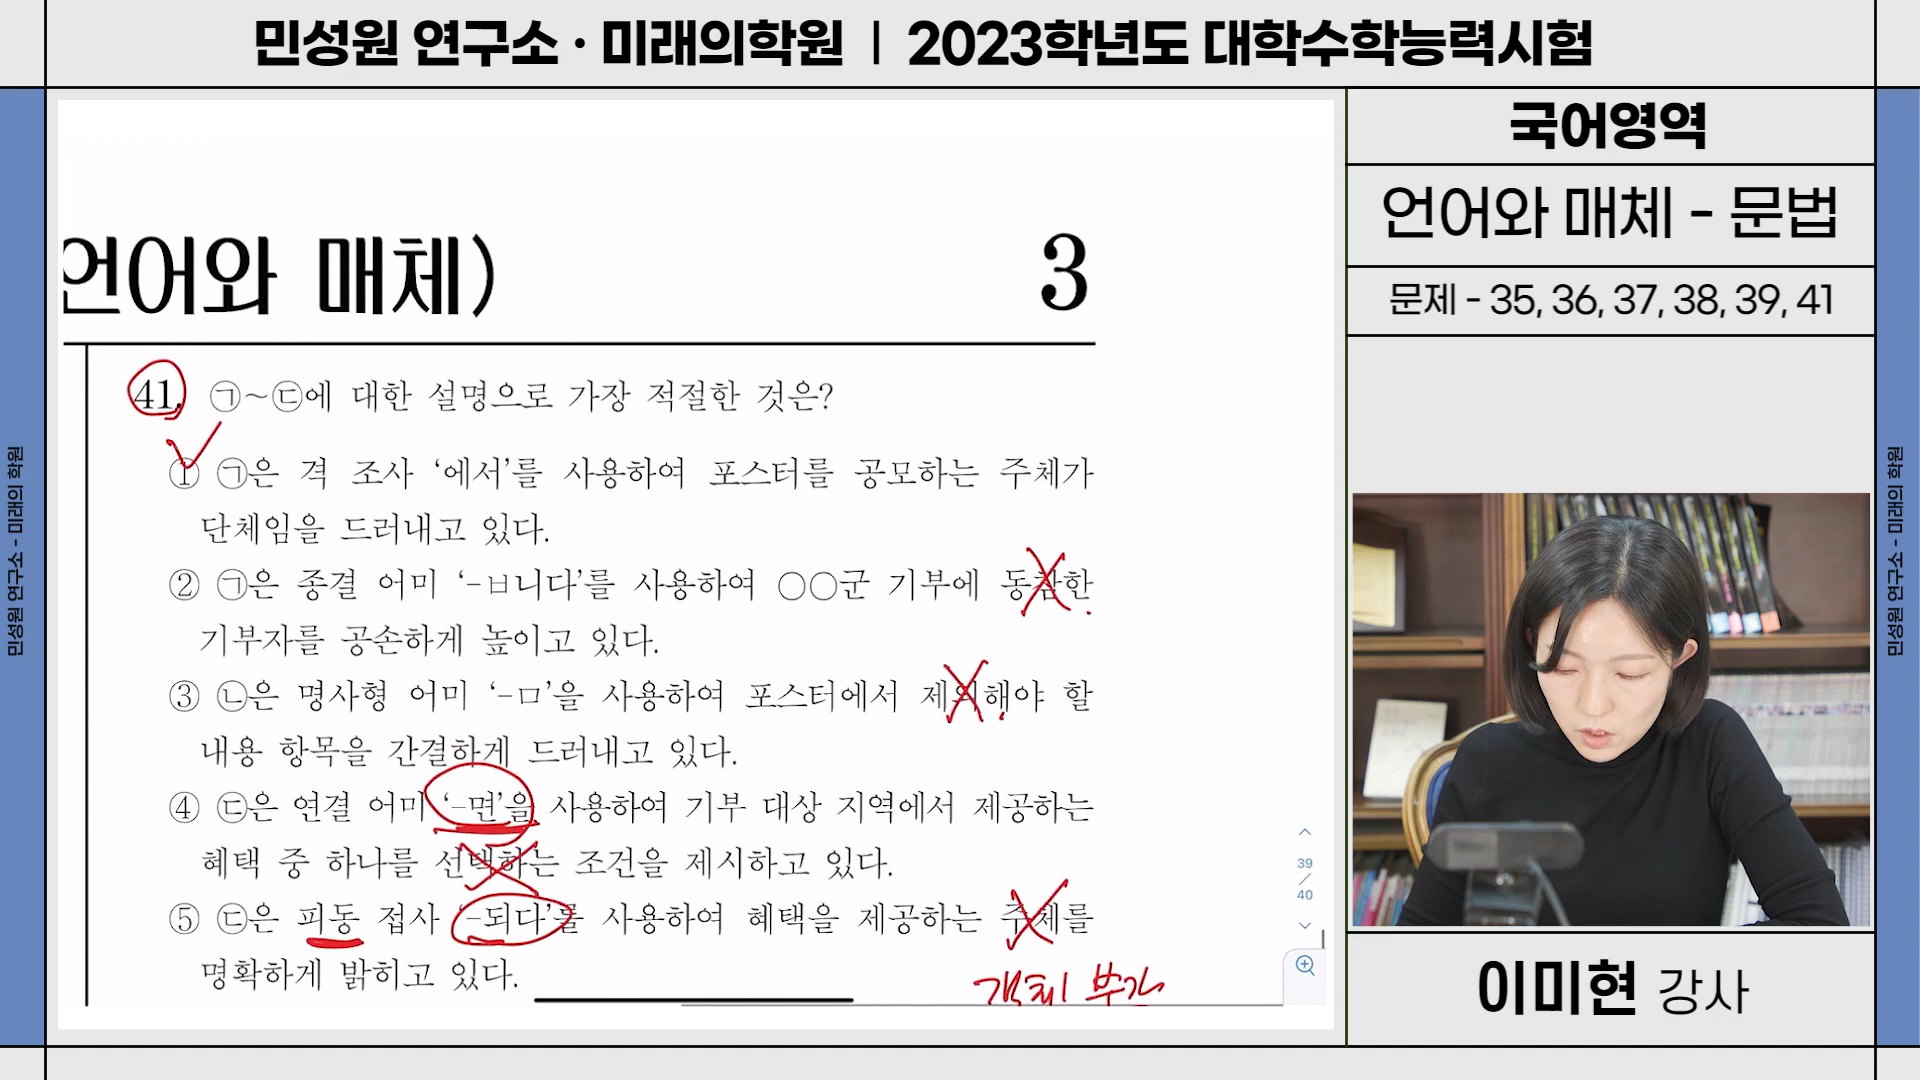 민성원 연구소 · 미래의학원 | 2023학년도 대학수학능력시험
언어와 매체)
3
41. ㉠~㉢에 대한 설명으로 가장 적절한 것은?
① ㉠은 격 조사 ‘에서’를 사용하여 포스터를 공모하는 주체가
단체임을 드러내고 있다.
② ㉠은 종결 어미 ‘-ㅂ니다’를 사용하여 ○○군 기부에 동참한
기부자를 공손하게 높이고 있다.
③ ㉡은 명사형 어미 ‘-ㅁ’을 사용하여 포스터에서 제외해야 할
내용 항목을 간결하게 드러내고 있다.
④ ㉢은 연결 어미 ‘-면’을 사용하여 기부 대상 지역에서 제공하는
혜택 중 하나를 선택하는 조건을 제시하고 있다.
⑤ ㉢은 피동 접사 ‘-되다’를 사용하여 혜택을 제공하는 주체를
명확하게 밝히고 있다.
객체 부각
39
/
40
국어영역
언어와 매체 - 문법
문제 - 35, 36, 37, 38, 39, 41
이미현 강사
민성원 연구소 - 미래의 학원
민성원 연구소 - 미래의 학원